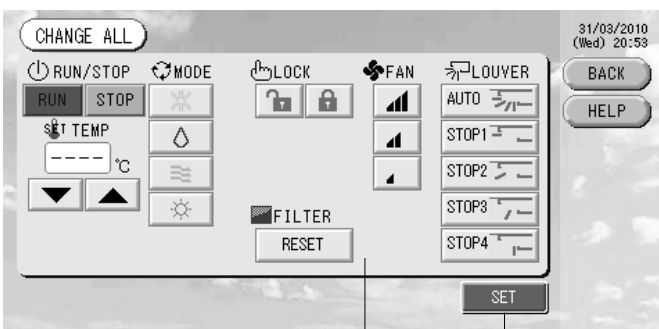 CHANGE ALL
31/03/2010
(Wed) 20:53
RUN/STOP
MODE
LOCK
FAN
LOUVER
BACK
RUN
STOP
AUTO
HELP
SET TEMP
STOP1
----°C
STOP2
STOP3
FILTER
RESET
STOP4
SET